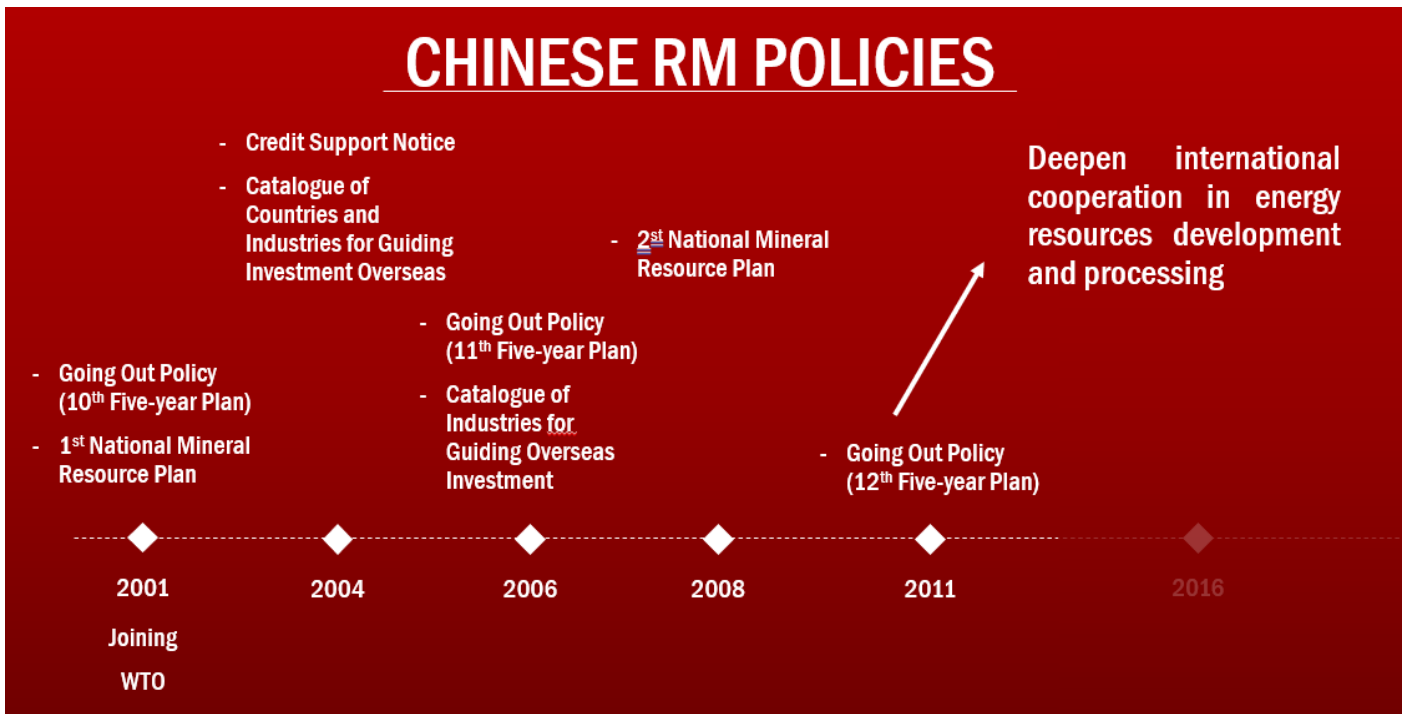 CHINESE RM POLICIES
- Credit Support Notice
- Catalogue of
Countries and
Industries for Guiding
Investment Overseas
- 2st National Mineral
Resource Plan
Deepen international
cooperation in energy
resources development
and processing
- Going Out Policy
(11th Five-year Plan)
- Catalogue of
Industries for
Guiding Overseas
Investment
- Going Out Policy
(10th Five-year Plan)
- 1st National Mineral
Resource Plan
- Going Out Policy
(12th Five-year Plan)
2001 2004 2006 2008 2011 2016
Joining
WTO